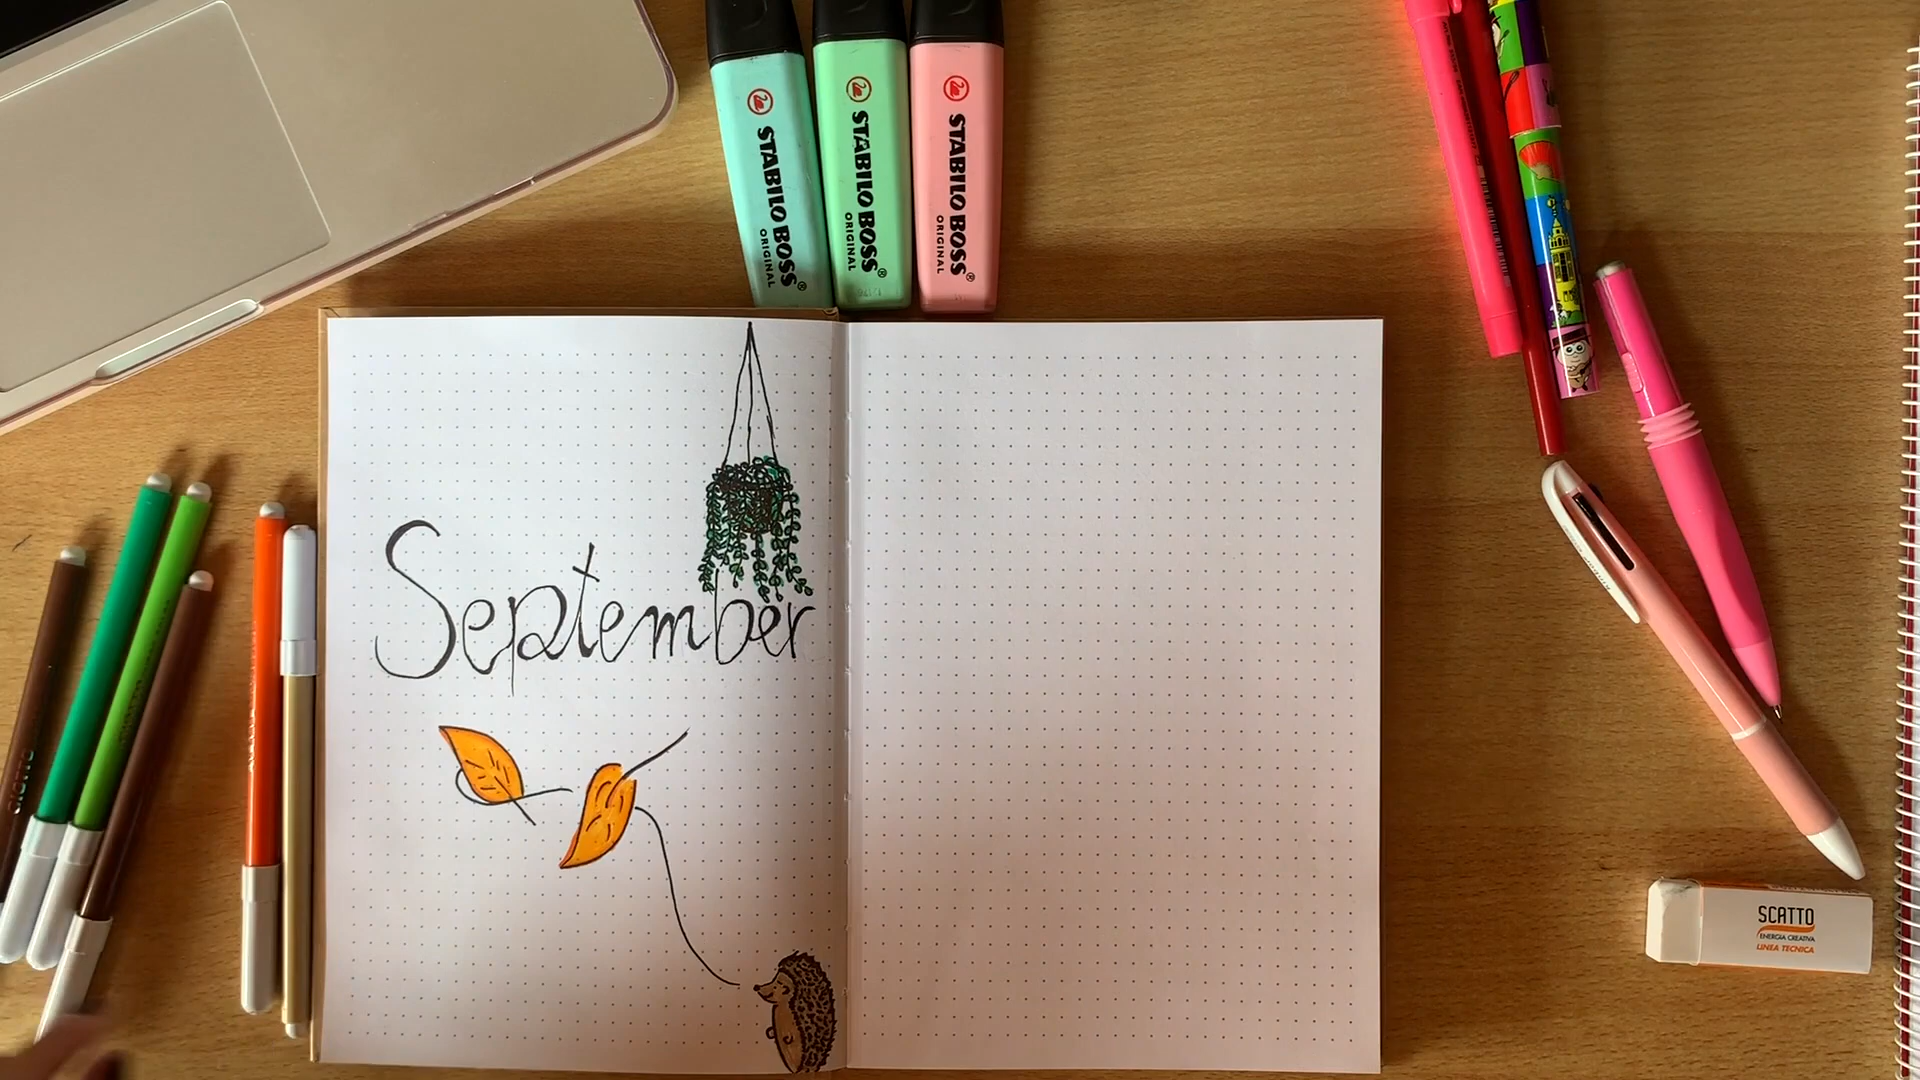 STABILO BOSS®
ORIGINAL
STABILO BOSS®
ORIGINAL
STABILO BOSS®
ORIGINAL
September
SCATTO
ENERGIA CREATIVA
LINEA TECNICA